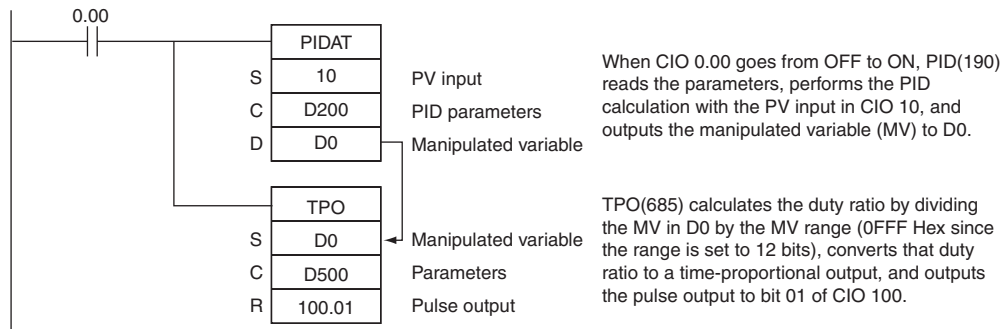 0.00
PIDAT
S 10 PV input
C D200 PID parameters
D D0 Manipulated variable
When CIO 0.00 goes from OFF to ON, PID(190)
reads the parameters, performs the PID
calculation with the PV input in CIO 10, and
outputs the manipulated variable (MV) to D0.
TPO
S D0 Manipulated variable
C D500 Parameters
R 100.01 Pulse output
TPO(685) calculates the duty ratio by dividing
the MV in D0 by the MV range (0FFF Hex since
the range is set to 12 bits), converts that duty
ratio to a time-proportional output, and outputs
the pulse output to bit 01 of CIO 100.